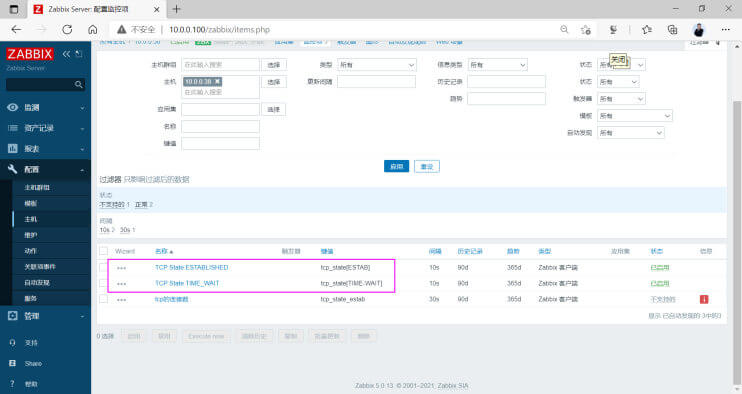 Zabbix Server: 配置监控项
不安全 | 10.0.0.100/zabbix/items.php
ZABBIX
Zabbix Server
监测
资产记录
报表
配置
主机群组
模板
主机
维护
动作
关联项事件
自动发现
服务
管理
支持
Share
帮助
关闭
主机群组 在此输入搜索 选择 类型 所有 信息类型 所有 状态 所有
主机 10.0.0.38 选择 更新间隔 历史记录 状态 所有
在此输入搜索
趋势 触发器 所有
应用集 选择 模板 所有
名称 自动发现 所有
键值
应用 重设
过滤器 只影响过滤后的数据
状态
不支持的 1 正常 2
间隔
10s 2 30s 1
Wizard 名称 触发器 键值 间隔 历史记录 趋势 类型 应用集 状态 信息
TCP State ESTABLISHED tcp_state[ESTAB] 10s 90d 365d Zabbix 客户端 已启用
TCP State TIME_WAIT tcp_state[TIME-WAIT] 10s 90d 365d Zabbix 客户端 已启用
tcp的连接数 tcp_state_estab 30s 90d 365d Zabbix 客户端 不支持的
显示 已自动发现的 3中的3
0 选择 启用 禁用 Execute now 清除历史 复制 批量更新 删除
Zabbix 5.0.13. © 2001–2021, Zabbix SIA